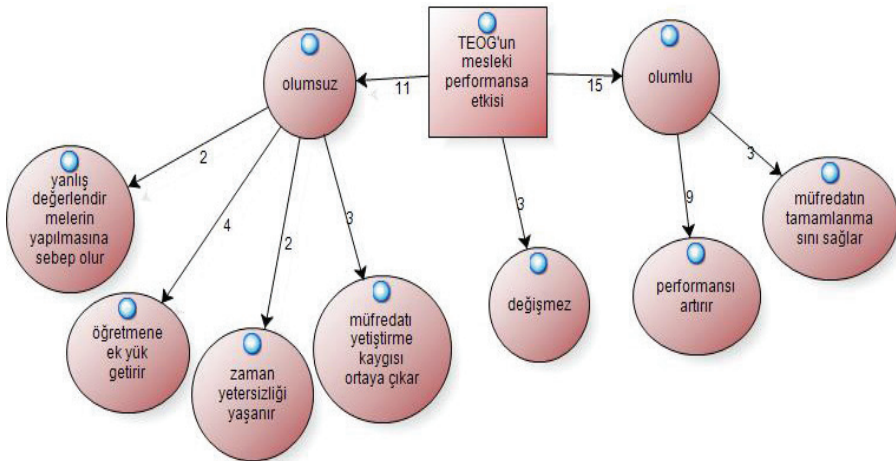 TEOG'un
mesleki
performansa
etkisi
olumsuz
11
15
olumlu
2
4
2
3
3
9
3
yanlış
değerlendir
melerin
yapılmasına
sebep olur
öğretmene
ek yük
getirir
zaman
yetersizliği
yaşanır
müfredatı
yetiştirme
kaygısı
ortaya çıkar
değişmez
performansı
artırır
müfredatın
tamamlanma
sını sağlar